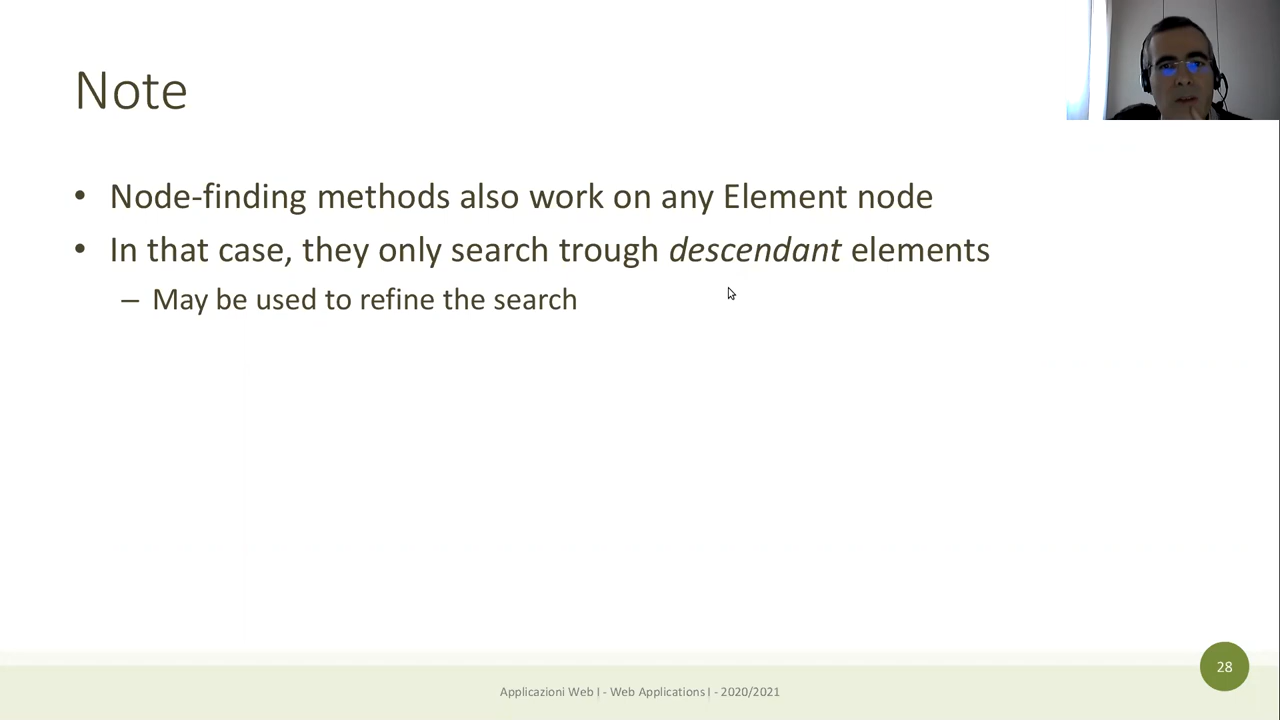 Note
• Node-finding methods also work on any Element node
• In that case, they only search trough descendant elements
– May be used to refine the search
28
Applicazioni Web I - Web Applications I - 2020/2021